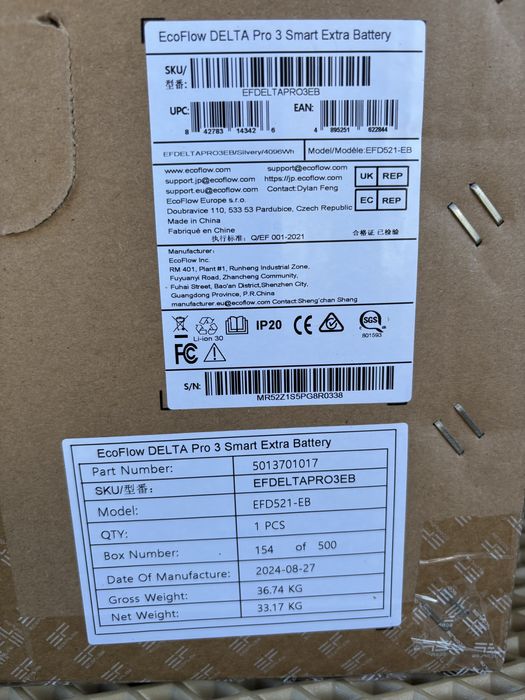 EcoFlow DELTA Pro 3 Smart Extra Battery
SKU/
型番:
EFDELTAPRO3EB
UPC:
8 42783 14342 6
EAN:
4 895251 622844
EFDELTAPRO3EB/Silvery/4096Wh
Model/Modèle:EFD521-EB
www.ecoflow.com
support.jp@ecoflow.com https://jp.ecoflow.com
support.eu@ecoflow.com Contact:Dylan Feng
EcoFlow Europe s.r.o.
Doubravice 110, 533 53 Pardubice, Czech Republic
UK REP
EC REP
Made in China
Fabriqué en Chine
执行标准: Q/EF 001-2021
合格证 已检验
Manufacturer:
EcoFlow Inc.
RM 401, Plant #1, Runheng Industrial Zone,
Fuyuanyi Road, Zhancheng Community,
Fuhai Street, Bao'an District,Shenzhen City,
Guangdong Province, P.R.China
manufacturer.eu@ecoflow.com Contact:Sheng'chan Shang
Li-ion 30
IP20
CE
SGS
801593
FC
S/N:
MR52Z1S5PG8R0338
EcoFlow DELTA Pro 3 Smart Extra Battery
Part Number: 5013701017
SKU/型番: EFDELTAPRO3EB
Model: EFD521-EB
QTY: 1 PCS
Box Number: 154 of 500
Date Of Manufacture: 2024-08-27
Gross Weight: 36.74 KG
Net Weight: 33.17 KG